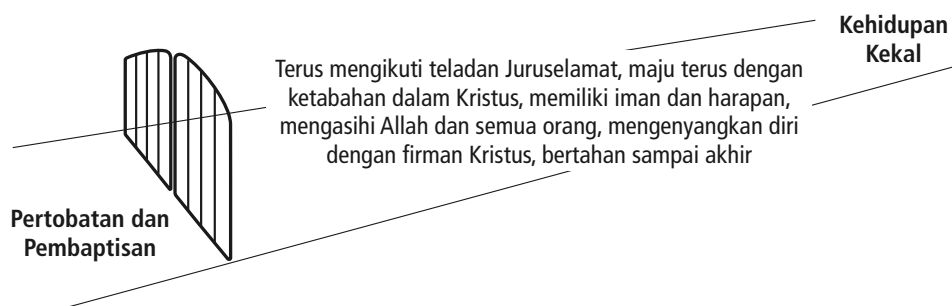 Kehidupan
Kekal
Terus mengikuti teladan Juruselamat, maju terus dengan
ketabahan dalam Kristus, memiliki iman dan harapan,
mengasihi Allah dan semua orang, mengenyangkan diri
dengan firman Kristus, bertahan sampai akhir
Pertobatan dan
Pembaptisan